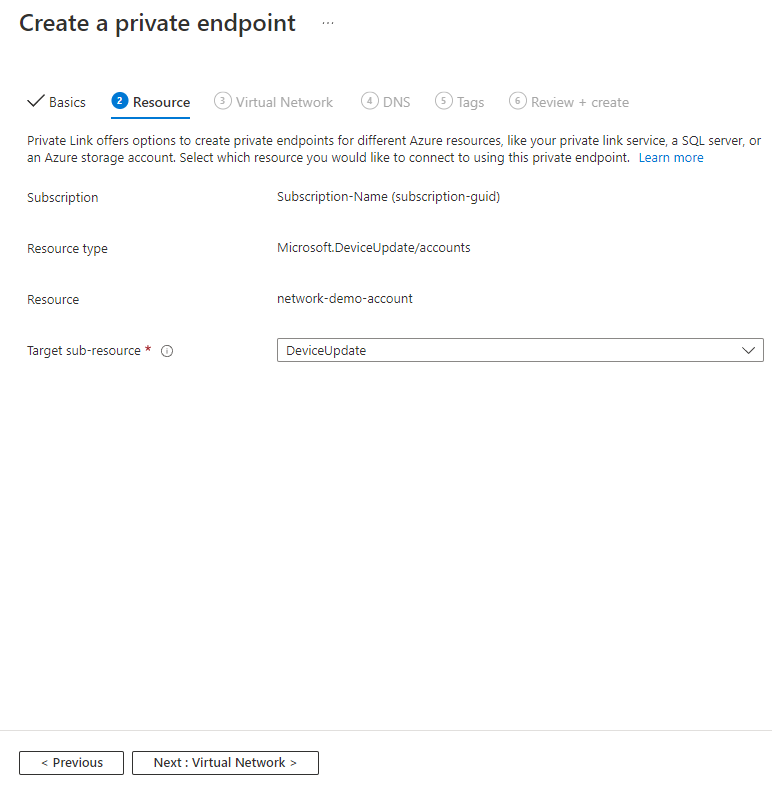 Create a private endpoint ...
Basics 2 Resource 3 Virtual Network 4 DNS 5 Tags 6 Review + create
Private Link offers options to create private endpoints for different Azure resources, like your private link service, a SQL server, or
an Azure storage account. Select which resource you would like to connect to using this private endpoint. Learn more
Subscription Subscription-Name (subscription-guid)
Resource type Microsoft.DeviceUpdate/accounts
Resource network-demo-account
Target sub-resource * DeviceUpdate
< Previous Next : Virtual Network >